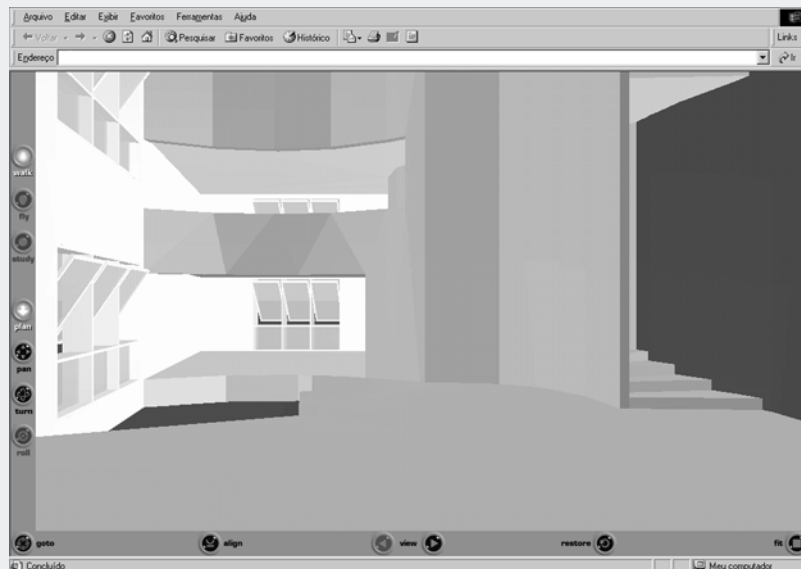 Arquivo Editar Exibir Favoritos Ferramentas Ajuda
Voltar Pesquisar Favoritos Histórico Links
Endereço Ir
walk
fly
study
plan
pan
turn
roll
goto align view restore fit
Concluído Meu computador